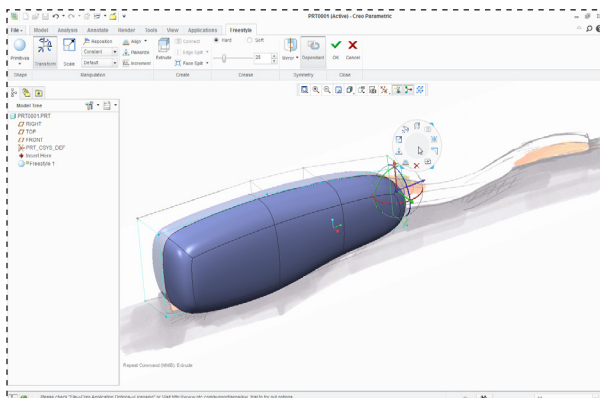 PRT0001 (Active) - Creo Parametric
File Model Analysis Annotate Render Tools View Applications Freestyle
Primitives Transform Scale Reposition Constant Default Align Planarize Increment Extrude Connect Edge Split Face Split Hard Soft 25 Mirror Dependent OK Cancel
Shape Manipulation Create Crease Symmetry Close
Model Tree
PRT0001.PRT
RIGHT
TOP
FRONT
PRT_CSYS_DEF
Insert Here
Freestyle 1
Repeat Command (MMB): Extrude